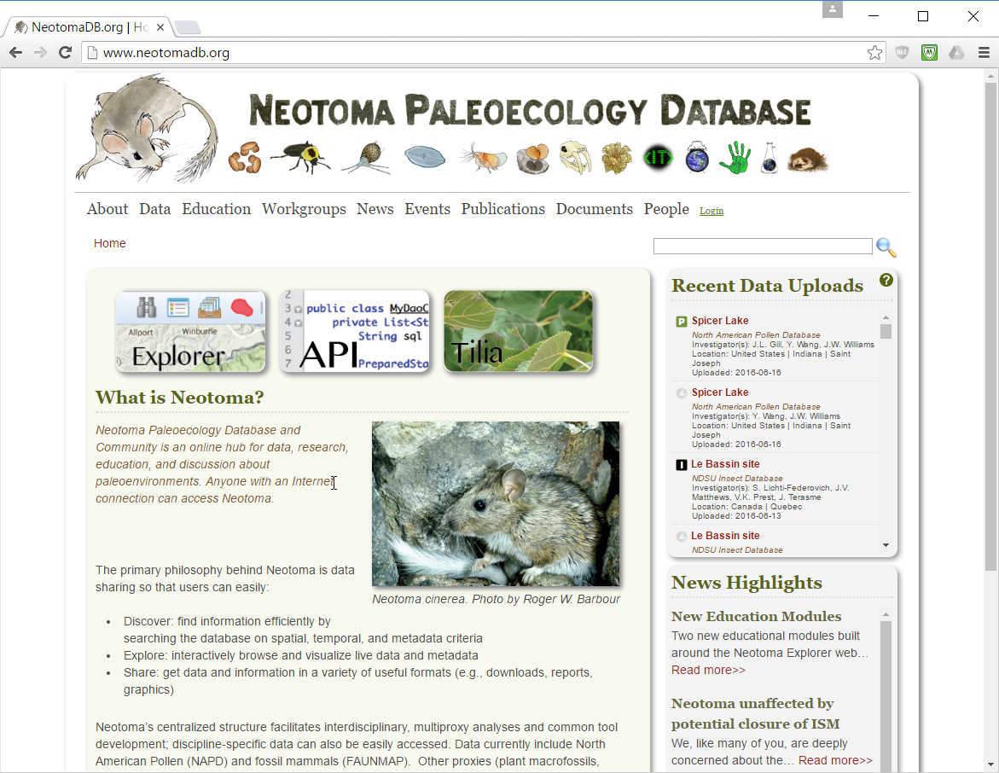 NeotomaDB.org | Ho
www.neotomadb.org
NEOTOMA PALEOECOLOGY DATABASE
IT
About Data Education Workgroups News Events Publications Documents People Login
Home
Allport Winburne
Explorer
2
3 public class MyDaoC
4 private List<St
5 String sql
6
7 PreparedSta
API
Tilia
What is Neotoma?
Neotoma Paleoecology Database and
Community is an online hub for data, research,
education, and discussion about
paleoenvironments. Anyone with an Internet
connection can access Neotoma.
Neotoma cinerea. Photo by Roger W. Barbour
The primary philosophy behind Neotoma is data
sharing so that users can easily:
• Discover: find information efficiently by
searching the database on spatial, temporal, and metadata criteria
• Explore: interactively browse and visualize live data and metadata
• Share: get data and information in a variety of useful formats (e.g., downloads, reports,
graphics)
Neotoma's centralized structure facilitates interdisciplinary, multiproxy analyses and common tool
development; discipline-specific data can also be easily accessed. Data currently include North
American Pollen (NAPD) and fossil mammals (FAUNMAP). Other proxies (plant macrofossils,
Recent Data Uploads ?
P Spicer Lake
North American Pollen Database
Investigator(s): J.L. Gill, Y. Wang, J.W. Williams
Location: United States | Indiana | Saint
Joseph
Uploaded: 2016-06-16
Spicer Lake
North American Pollen Database
Investigator(s): Y. Wang, J.W. Williams
Location: United States | Indiana | Saint
Joseph
Uploaded: 2016-06-16
I Le Bassin site
NDSU Insect Database
Investigator(s): S. Lichti-Federovich, J.V.
Matthews, V.K. Prest, J. Terasme
Location: Canada | Quebec
Uploaded: 2016-06-13
Le Bassin site
NDSU Insect Database
News Highlights
New Education Modules
Two new educational modules built
around the Neotoma Explorer web…
Read more>>
Neotoma unaffected by
potential closure of ISM
We, like many of you, are deeply
concerned about the… Read more>>